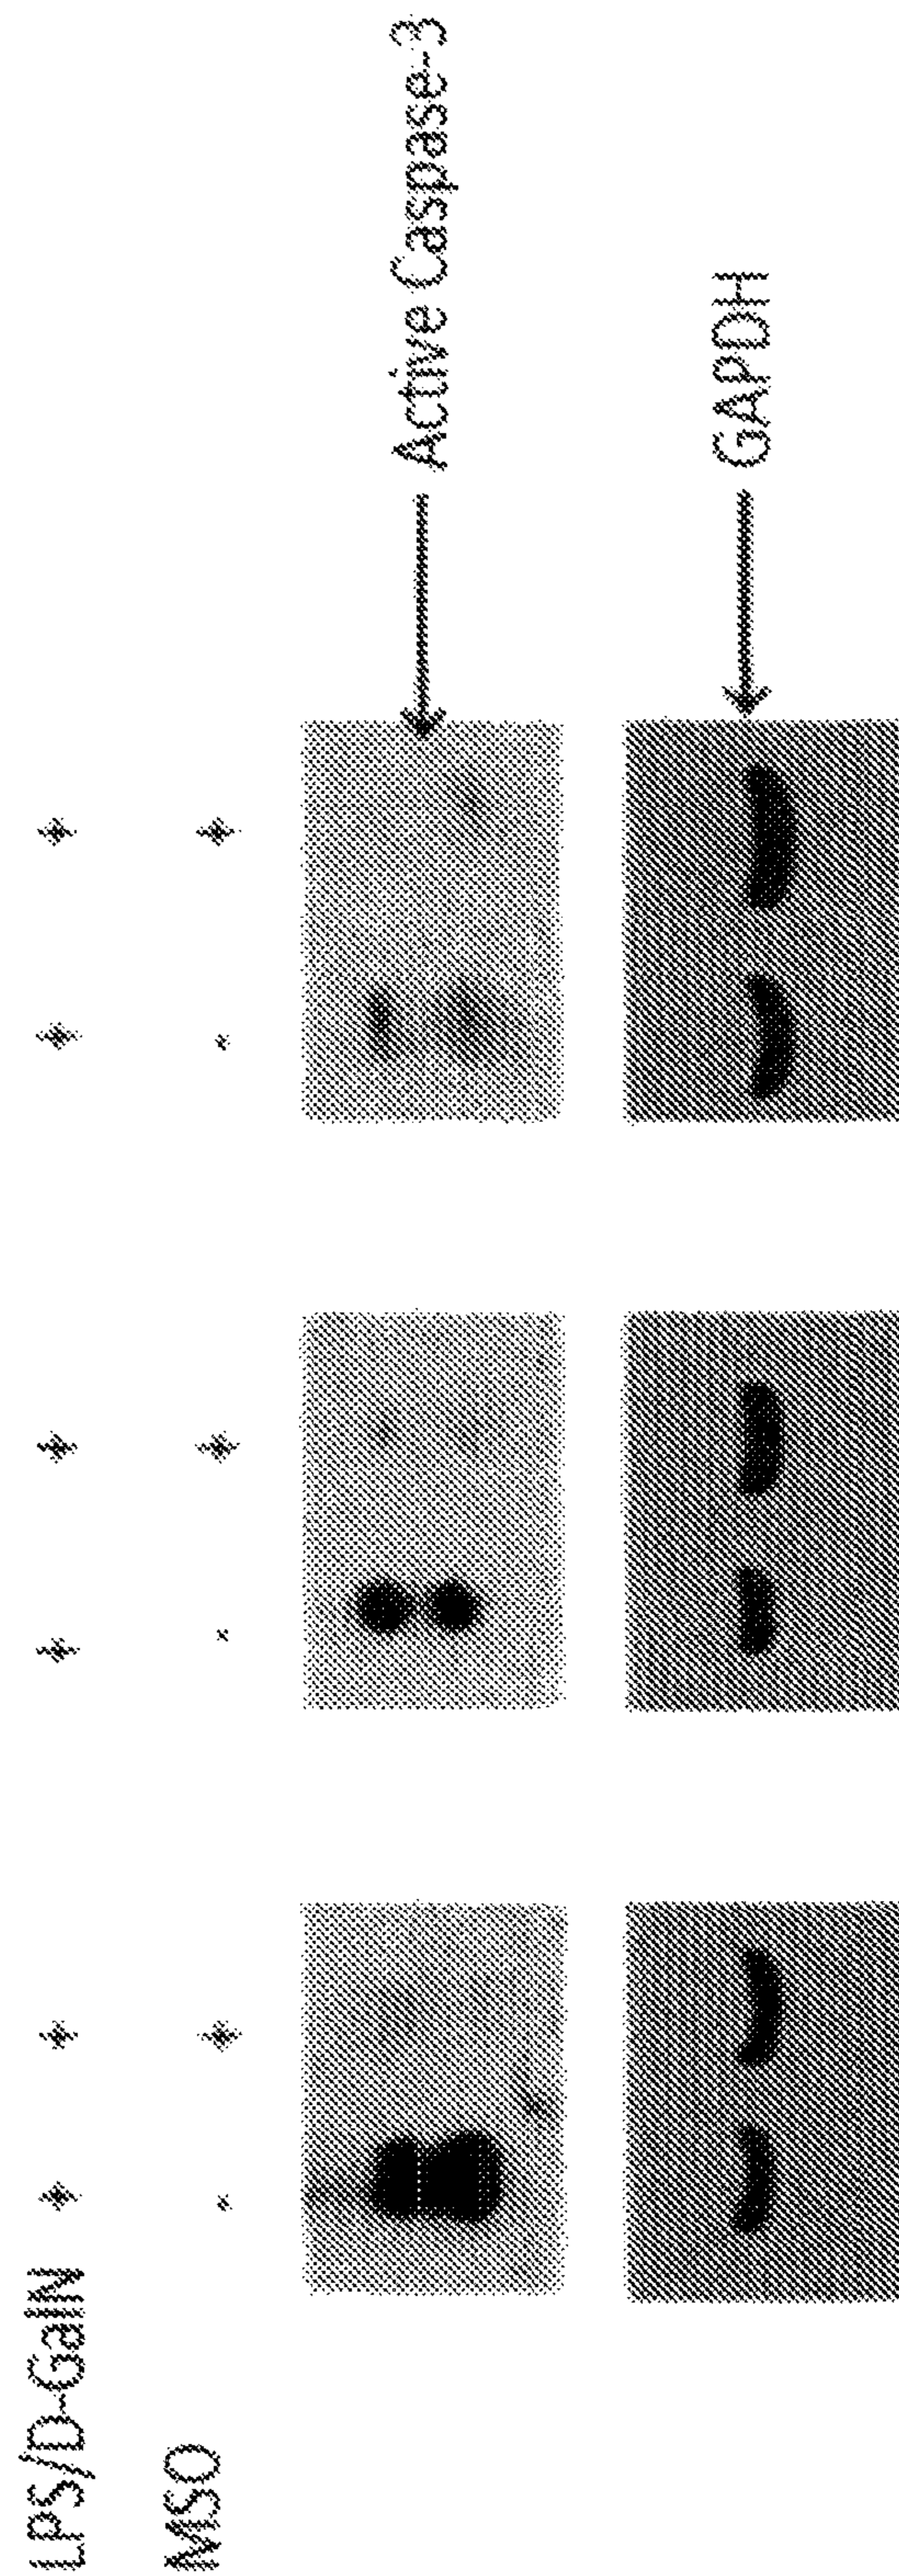 LPS/D-GalN + + + + + +
MSO - + - + - +
Active Caspase-3
GAPDH